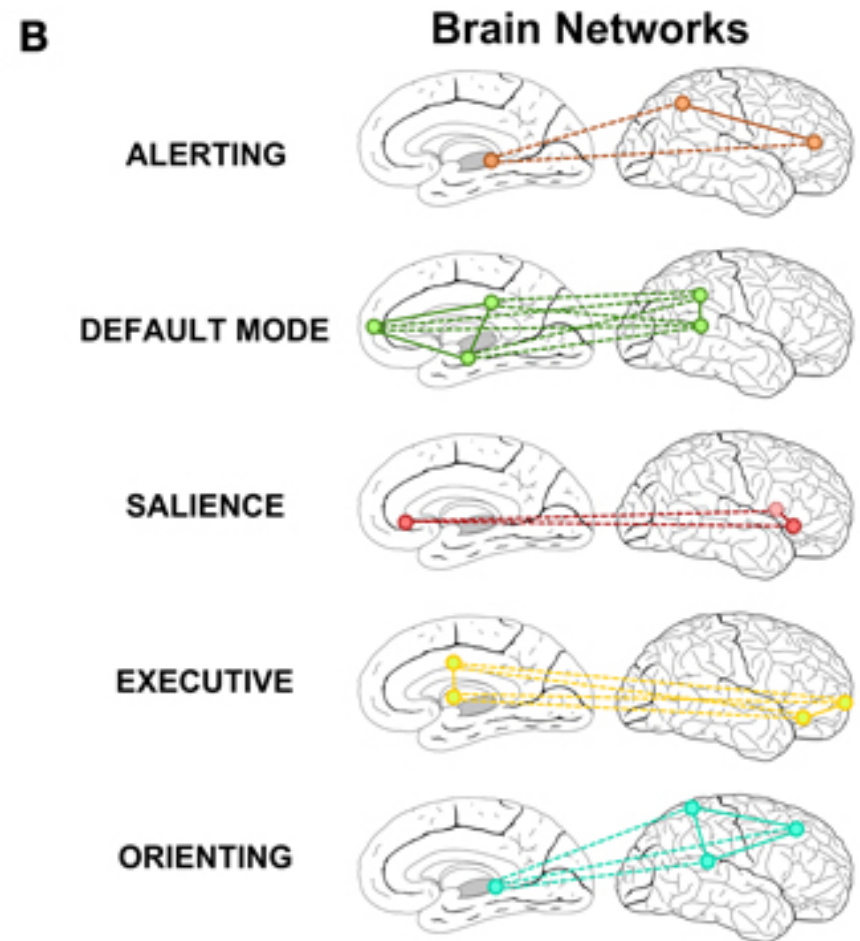 B
Brain Networks
ALERTING
DEFAULT MODE
SALIENCE
EXECUTIVE
ORIENTING